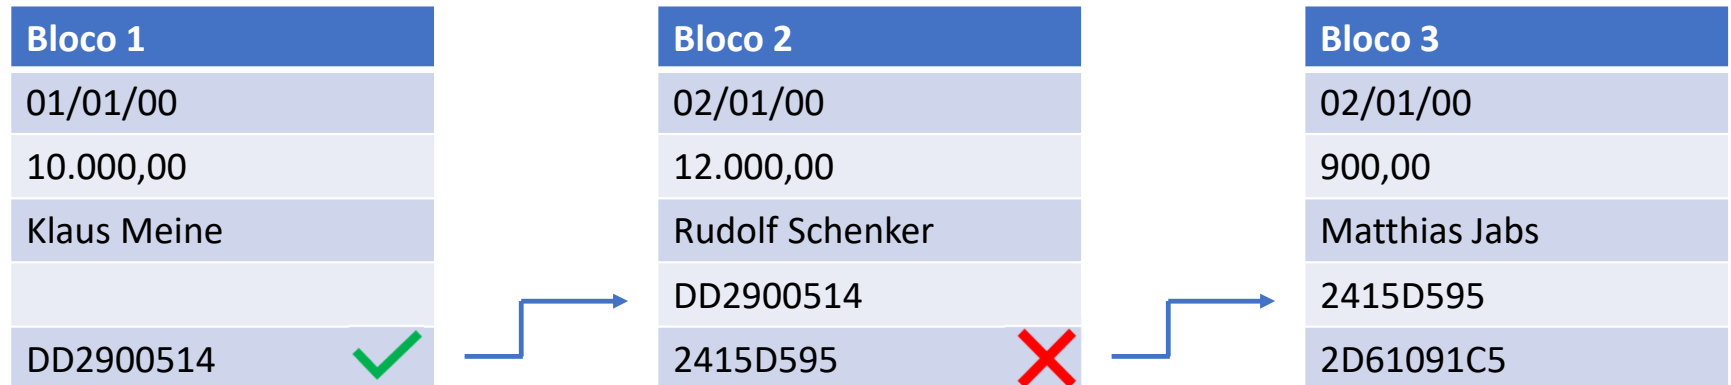 Bloco 1
01/01/00
10.000,00
Klaus Meine
DD2900514
Bloco 2
02/01/00
12.000,00
Rudolf Schenker
DD2900514
2415D595
Bloco 3
02/01/00
900,00
Matthias Jabs
2415D595
2D61091C5